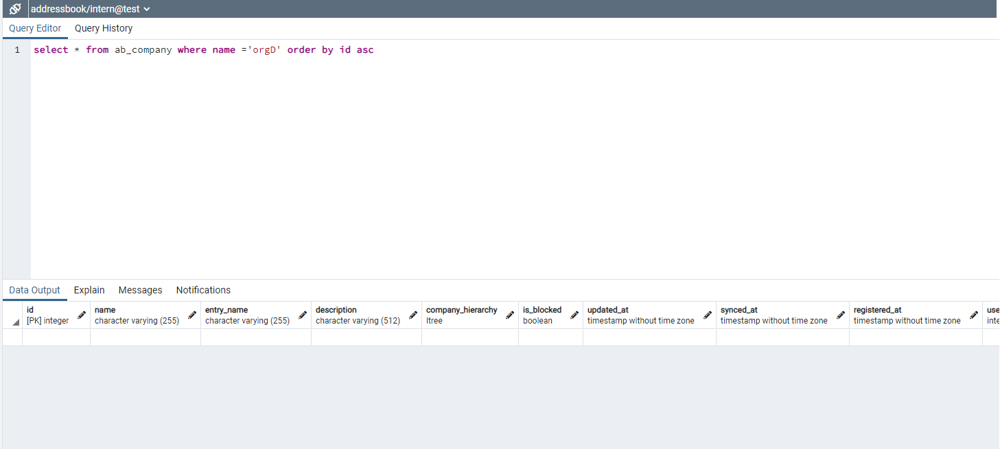 addressbook/intern@test
Query Editor Query History
1 select * from ab_company where name ='orgD' order by id asc
Data Output Explain Messages Notifications
id name entry_name description company_hierarchy is_blocked updated_at synced_at registered_at use
[PK] integer character varying (255) character varying (255) character varying (512) ltree boolean timestamp without time zone timestamp without time zone timestamp without time zone inte